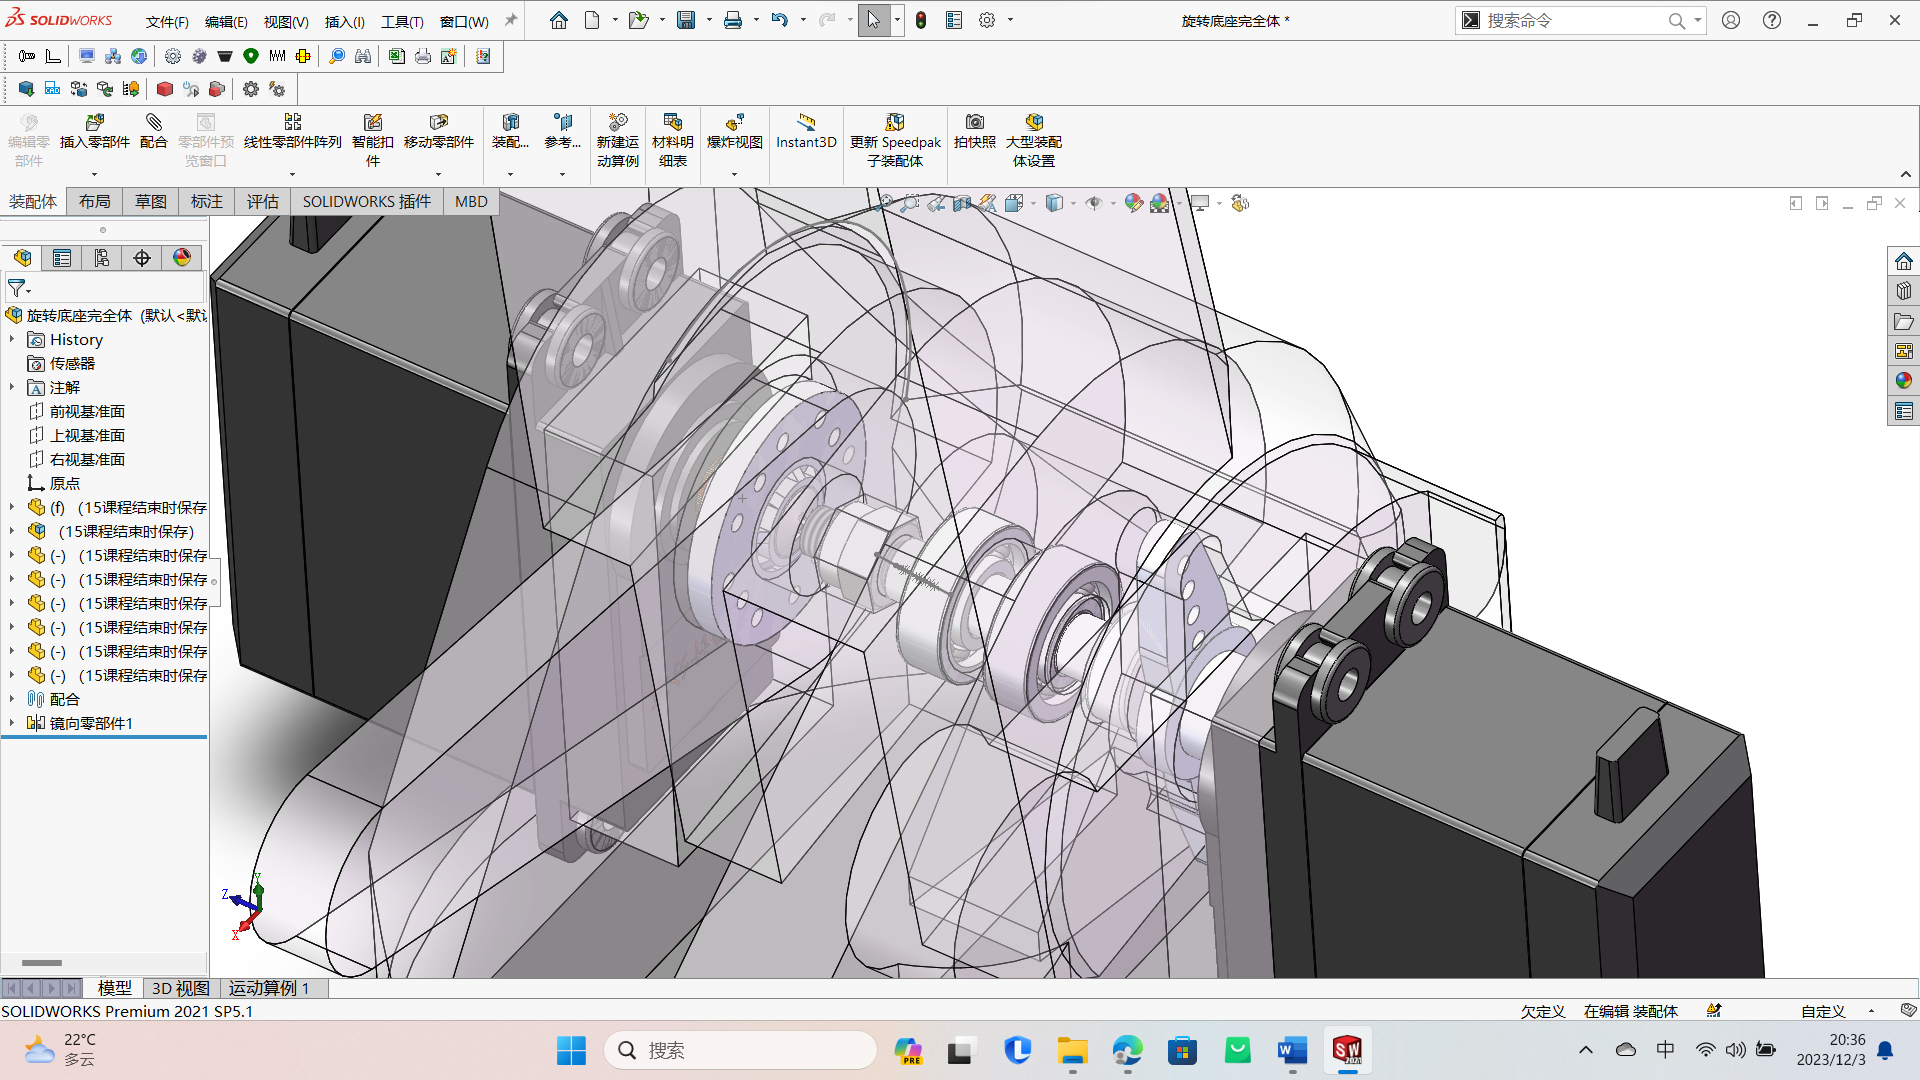 SOLIDWORKS 文件(F) 编辑(E) 视图(V) 插入(I) 工具(T) 窗口(W) 旋转底座完全体 * 搜索命令
编辑零部件 插入零部件 配合 零部件预览窗口 线性零部件阵列 智能扣件 移动零部件 装配... 参考... 新建运动算例 材料明细表 爆炸视图 Instant3D 更新 Speedpak 子装配体 拍快照 大型装配体设置
装配体 布局 草图 标注 评估 SOLIDWORKS 插件 MBD
旋转底座完全体 (默认<默认
History
传感器
注解
前视基准面
上视基准面
右视基准面
原点
(f) (15课程结束时保存
(15课程结束时保存)
(-) (15课程结束时保存
(-) (15课程结束时保存
(-) (15课程结束时保存
(-) (15课程结束时保存
(-) (15课程结束时保存
(-) (15课程结束时保存
配合
镜向零部件1
Y
Z
X
模型 3D 视图 运动算例 1
SOLIDWORKS Premium 2021 SP5.1 欠定义 在编辑 装配体 自定义
22°C
多云
搜索
PRE
W
SW
2021
中
20:36
2023/12/3